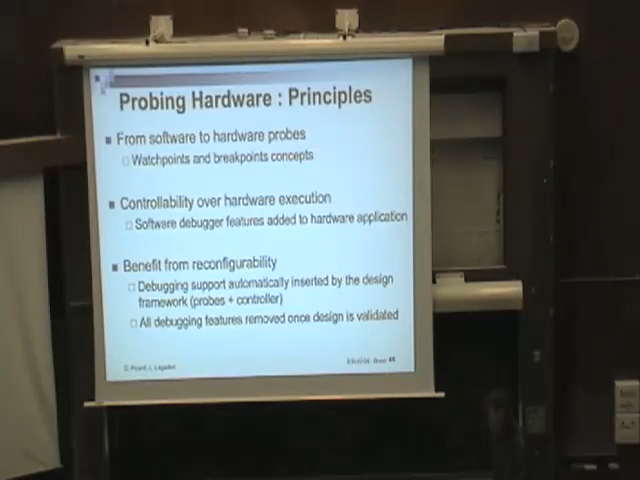 Probing Hardware : Principles
From software to hardware probes
Watchpoints and breakpoints concepts
Controllability over hardware execution
Software debugger features added to hardware application
Benefit from reconfigurability
Debugging support automatically inserted by the design
framework (probes + controller)
All debugging features removed once design is validated